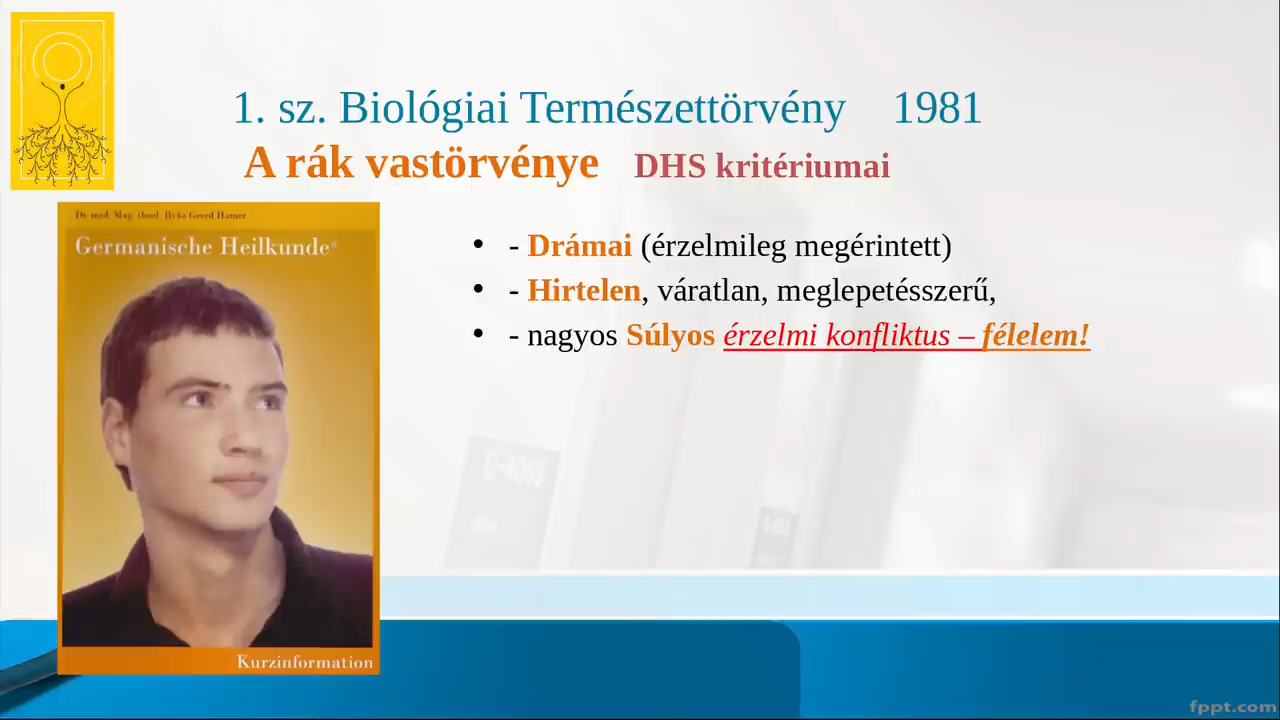 1. sz. Biológiai Természettörvény 1981
A rák vastörvénye DHS kritériumai
Dr. med. Mag. theol. Ryke Geerd Hamer
Germanische Heilkunde®
• - Drámai (érzelmileg megérintett)
• - Hirtelen, váratlan, meglepetésszerű,
• - nagyos Súlyos érzelmi konfliktus – félelem!
Kurzinformation
fppt.com